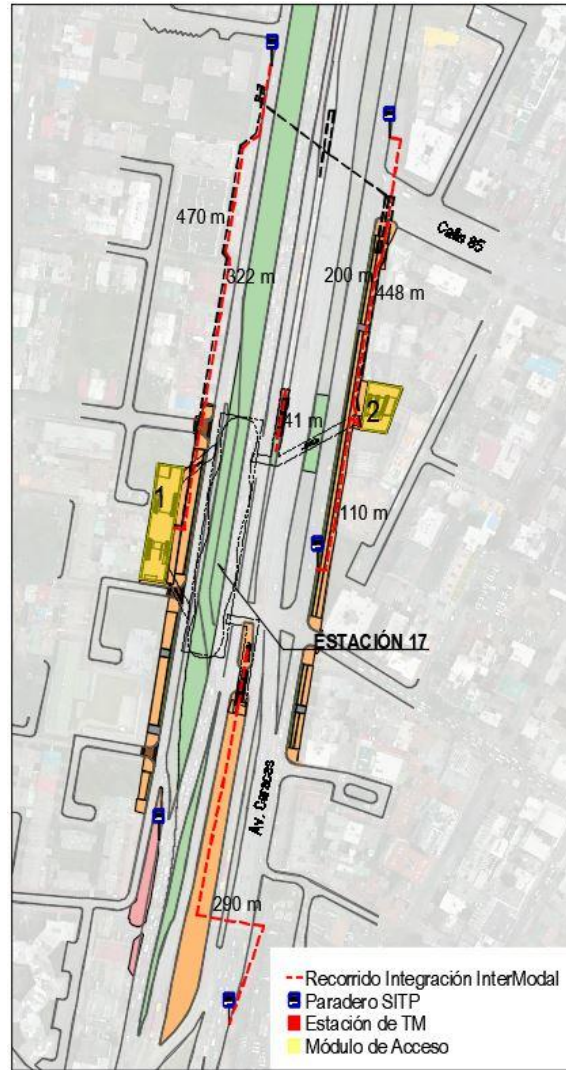 470 m
Calle 85
322 m
200 m
448 m
41 m
2
1
110 m
ESTACIÓN 17
Av. Caracas
290 m
Recorrido Integración InterModal
Paradero SITP
Estación de TM
Módulo de Acceso